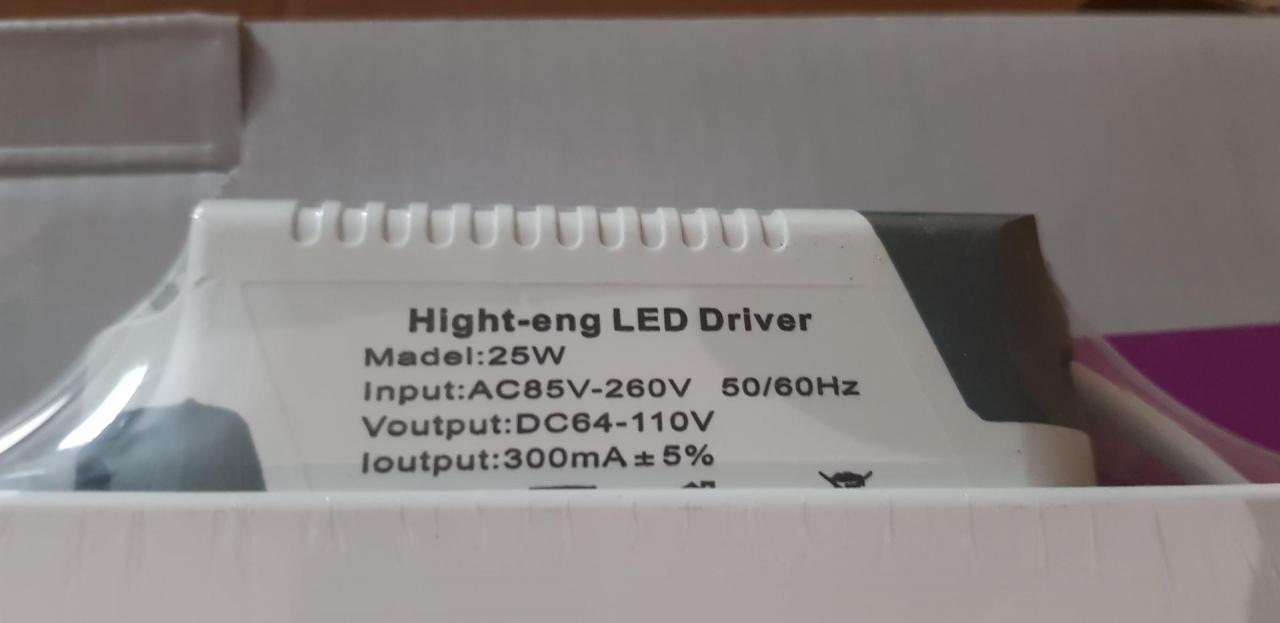 Hight-eng LED Driver
Madel:25W
Input:AC85V-260V 50/60Hz
Voutput:DC64-110V
Ioutput:300mA±5%